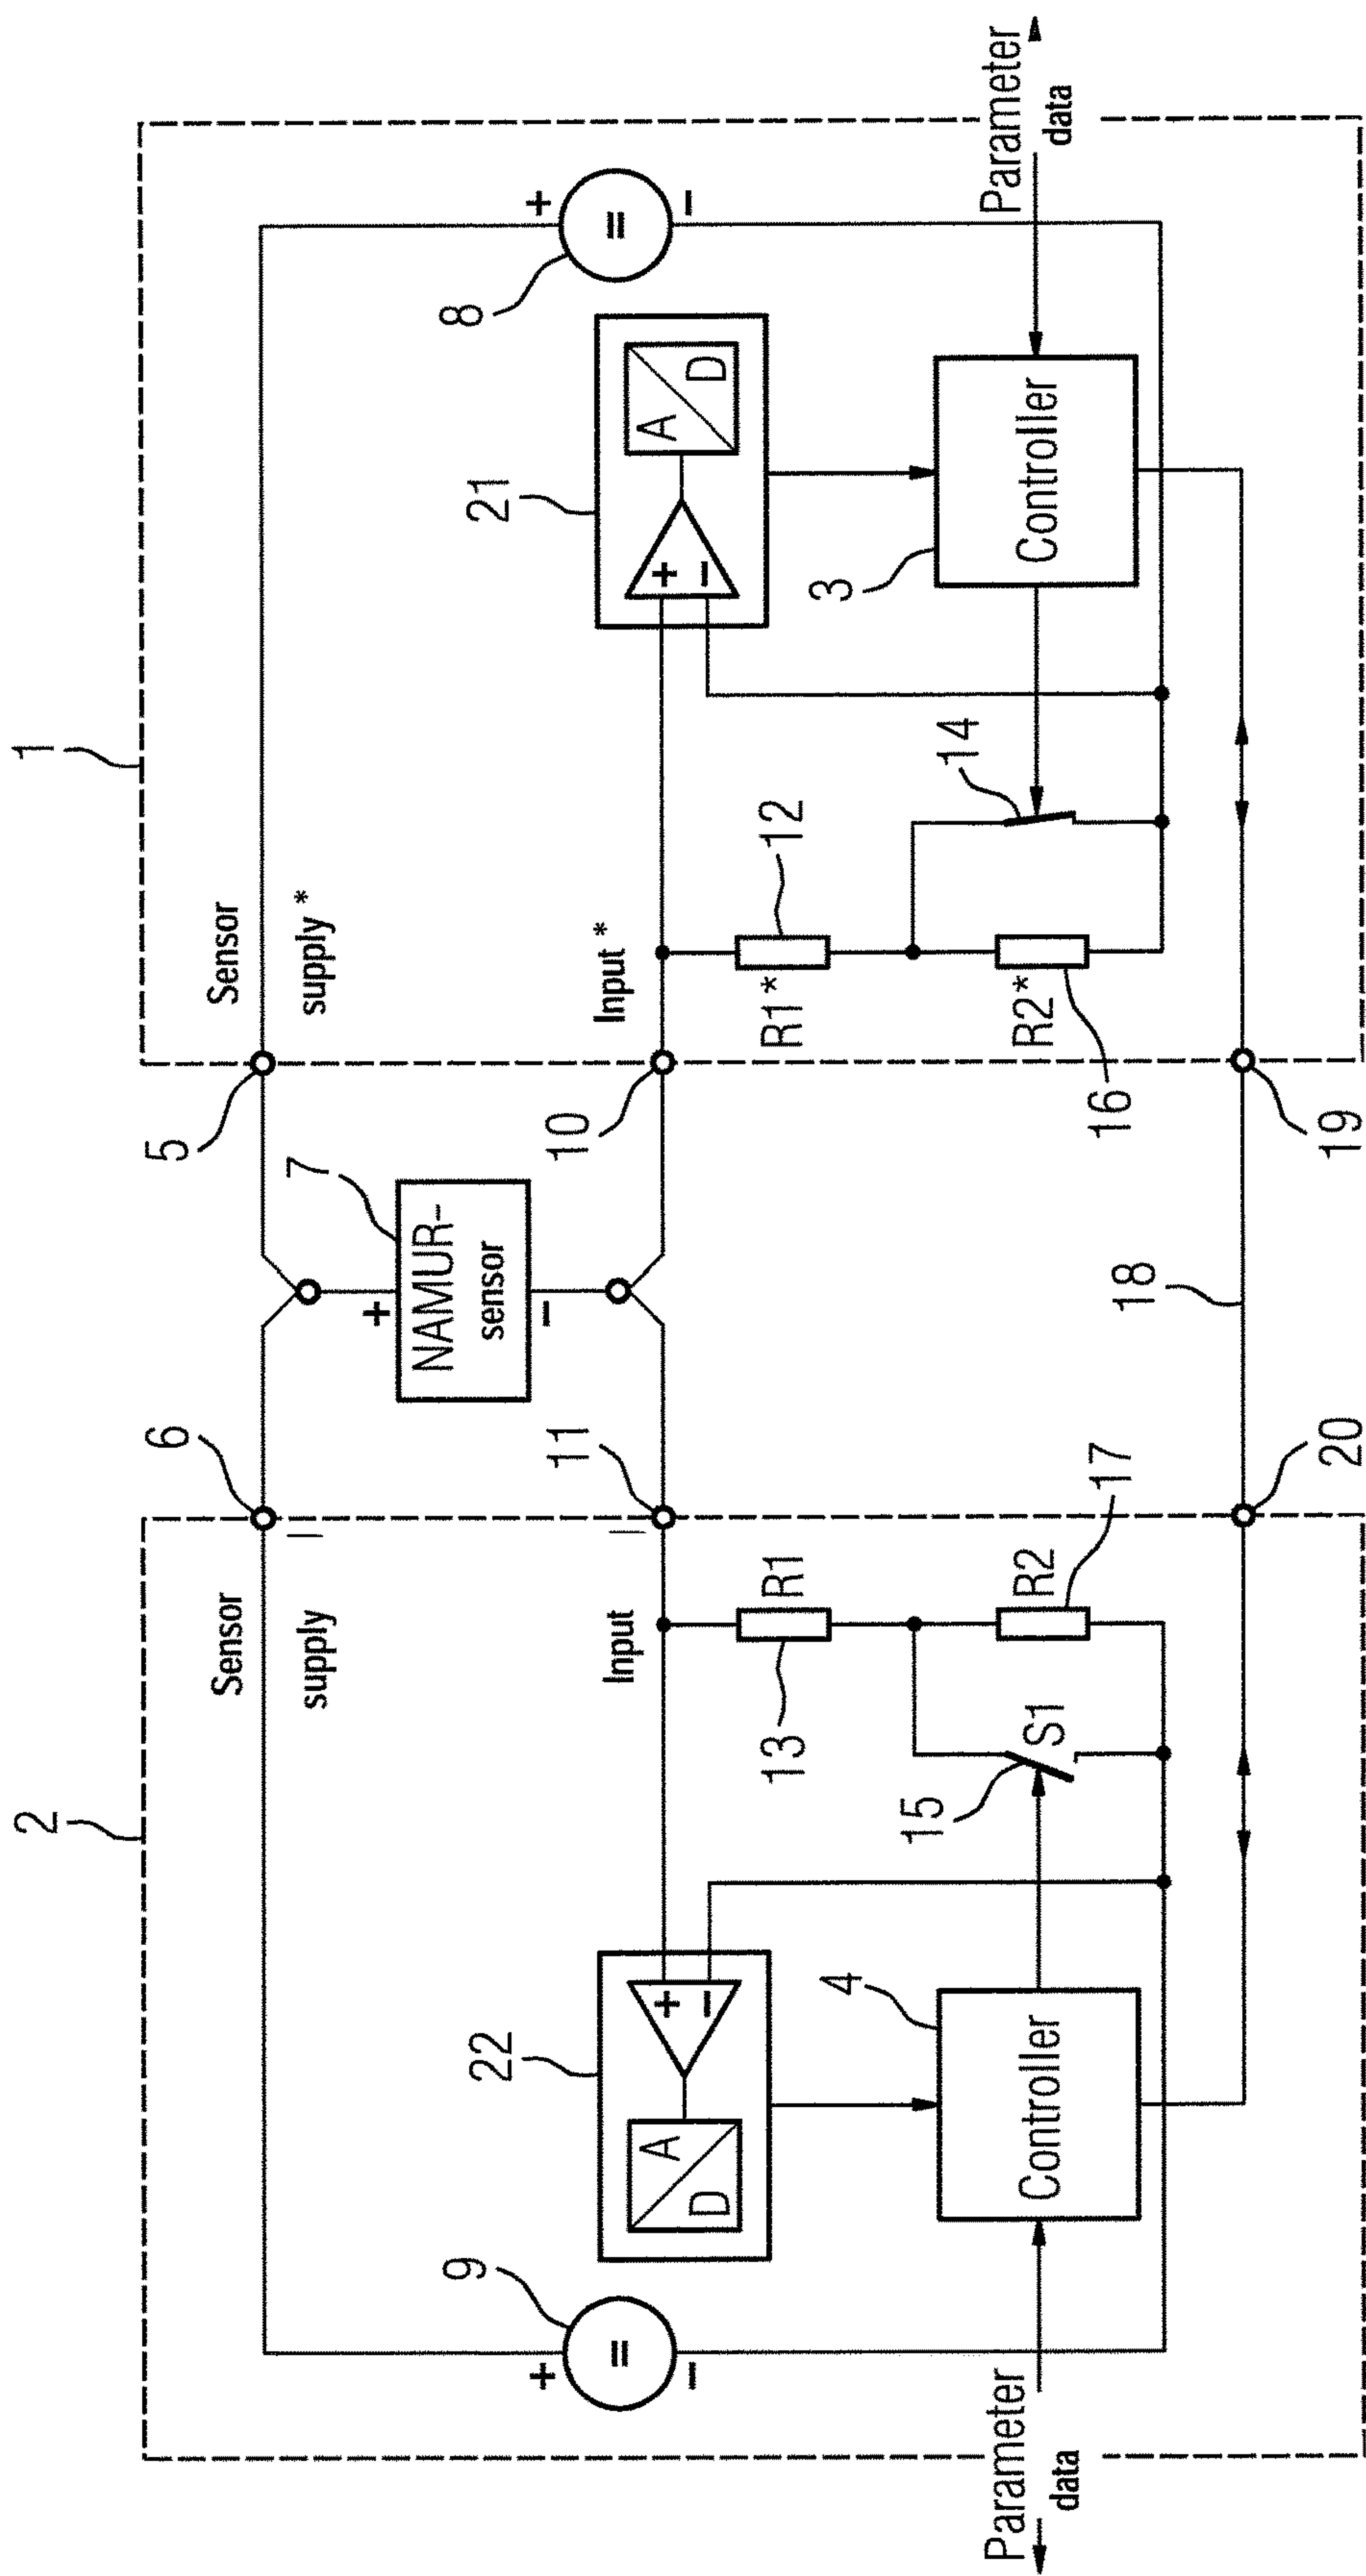 2
1
Sensor
supply
Sensor
supply *
6
5
9
+
=
−
22
A
D
+
−
Input
11
7
+
NAMUR-
sensor
−
10
Input *
21
A
D
+
−
8
+
=
−
4
Controller
15
S1
13
R1
R2
17
18
R1*
12
R2*
16
14
3
Controller
20
19
Parameter
data
Parameter
data